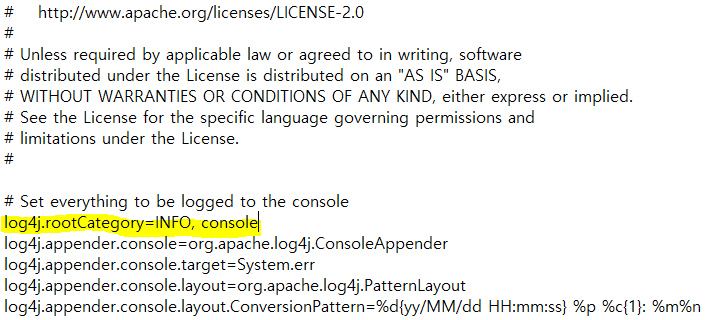 #    http://www.apache.org/licenses/LICENSE-2.0
#
# Unless required by applicable law or agreed to in writing, software
# distributed under the License is distributed on an "AS IS" BASIS,
# WITHOUT WARRANTIES OR CONDITIONS OF ANY KIND, either express or implied.
# See the License for the specific language governing permissions and
# limitations under the License.
#

# Set everything to be logged to the console
log4j.rootCategory=INFO, console
log4j.appender.console=org.apache.log4j.ConsoleAppender
log4j.appender.console.target=System.err
log4j.appender.console.layout=org.apache.log4j.PatternLayout
log4j.appender.console.layout.ConversionPattern=%d{yy/MM/dd HH:mm:ss} %p %c{1}: %m%n